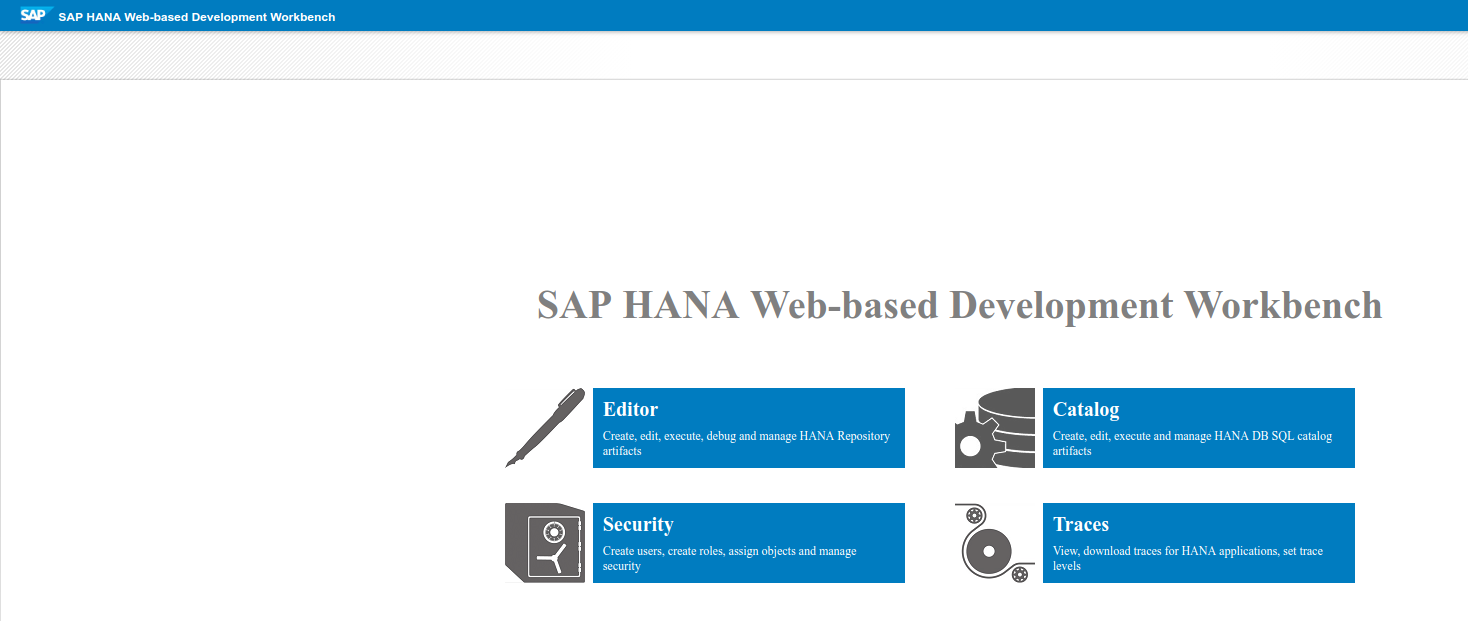 SAP SAP HANA Web-based Development Workbench
SAP HANA Web-based Development Workbench
Editor
Create, edit, execute, debug and manage HANA Repository
artifacts
Catalog
Create, edit, execute and manage HANA DB SQL catalog
artifacts
Security
Create users, create roles, assign objects and manage
security
Traces
View, download traces for HANA applications, set trace
levels